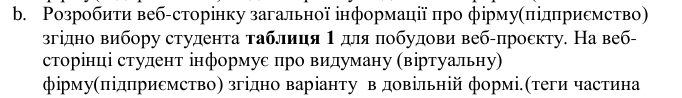 b. Розробити веб-сторінку загальної інформації про фірму(підприємство)
згідно вибору студента таблиця 1 для побудови веб-проєкту. На веб-
сторінці студент інформує про видуману (віртуальну)
фірму(підприємство) згідно варіанту в довільній формі.(теги частина